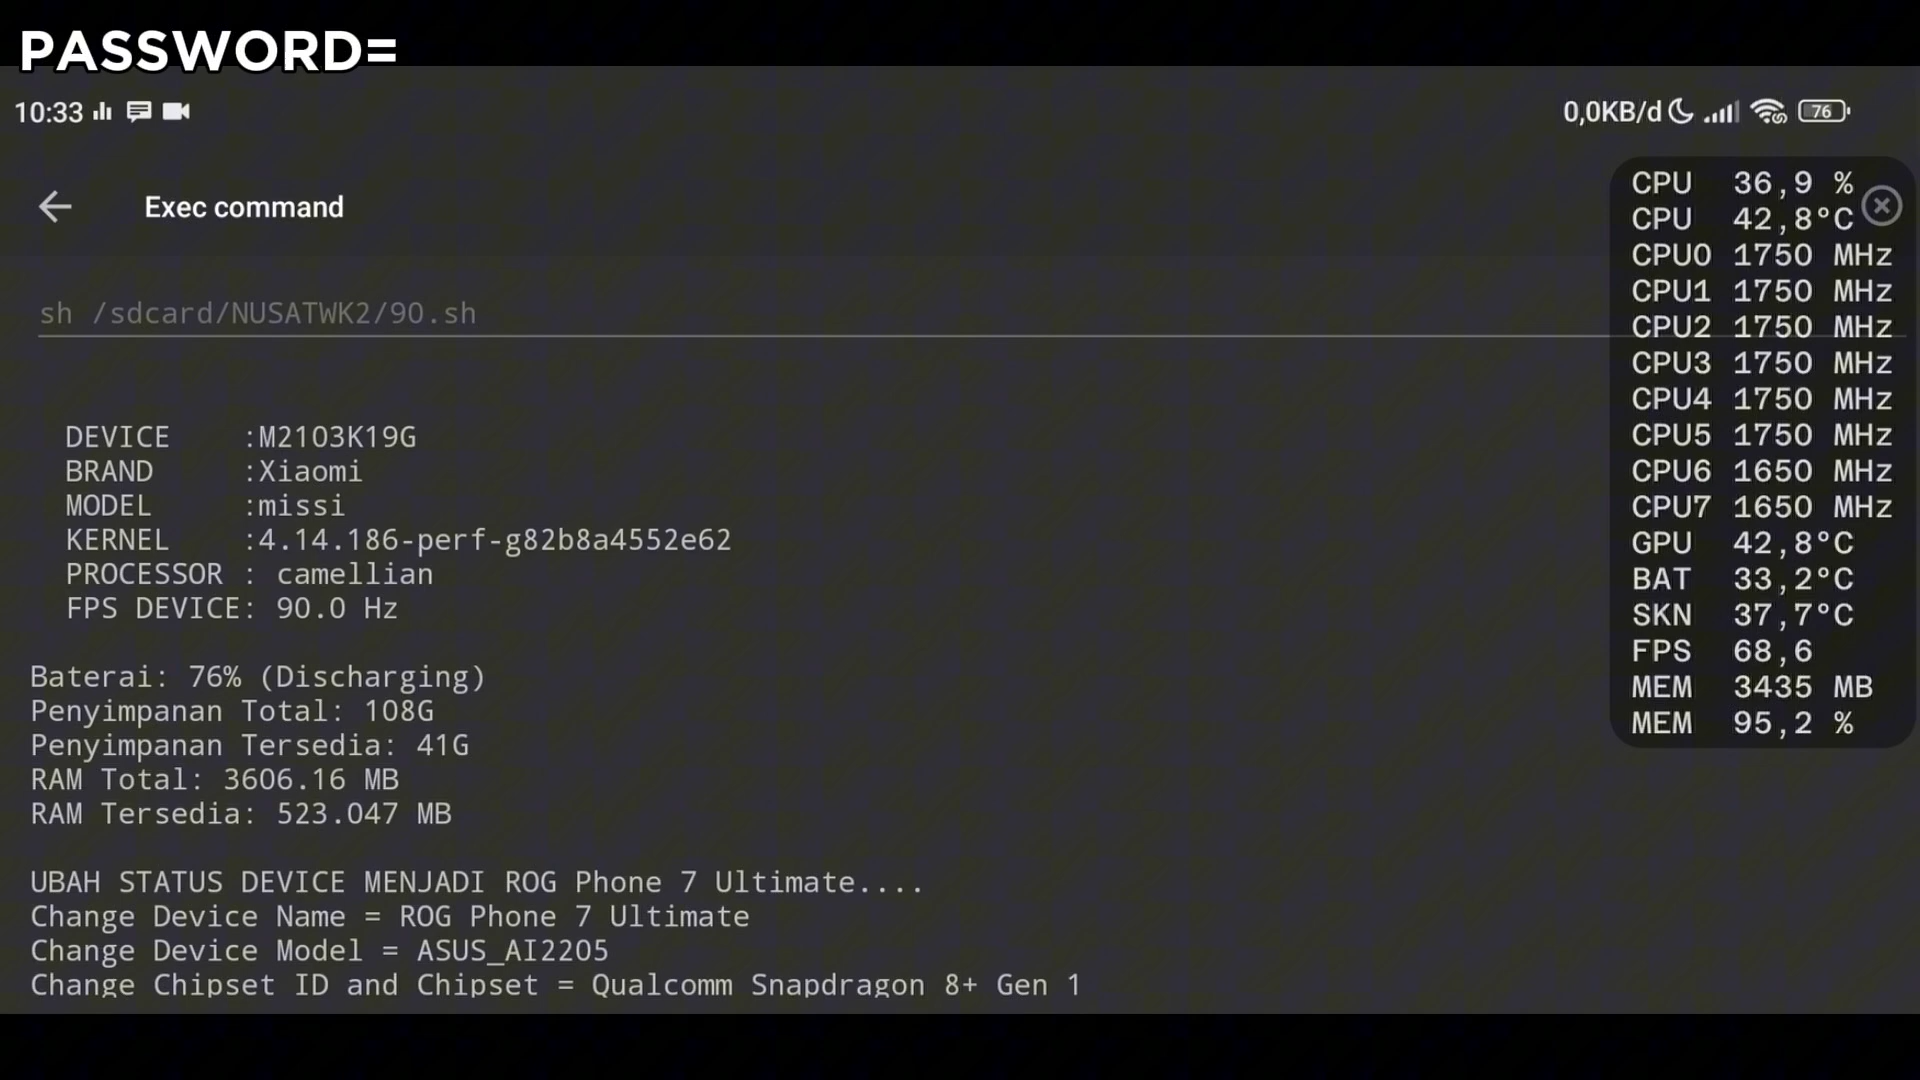 PASSWORD=
10:33
0,0KB/d
76
Exec command
sh /sdcard/NUSATWK2/90.sh
DEVICE    :M2103K19G
BRAND     :Xiaomi
MODEL     :missi
KERNEL    :4.14.186-perf-g82b8a4552e62
PROCESSOR : camellian
FPS DEVICE: 90.0 Hz
Baterai: 76% (Discharging)
Penyimpanan Total: 108G
Penyimpanan Tersedia: 41G
RAM Total: 3606.16 MB
RAM Tersedia: 523.047 MB
UBAH STATUS DEVICE MENJADI ROG Phone 7 Ultimate....
Change Device Name = ROG Phone 7 Ultimate
Change Device Model = ASUS_AI2205
Change Chipset ID and Chipset = Qualcomm Snapdragon 8+ Gen 1
CPU 36,9 %
CPU 42,8°C
CPU0 1750 MHz
CPU1 1750 MHz
CPU2 1750 MHz
CPU3 1750 MHz
CPU4 1750 MHz
CPU5 1750 MHz
CPU6 1650 MHz
CPU7 1650 MHz
GPU 42,8°C
BAT 33,2°C
SKN 37,7°C
FPS 68,6
MEM 3435 MB
MEM 95,2 %